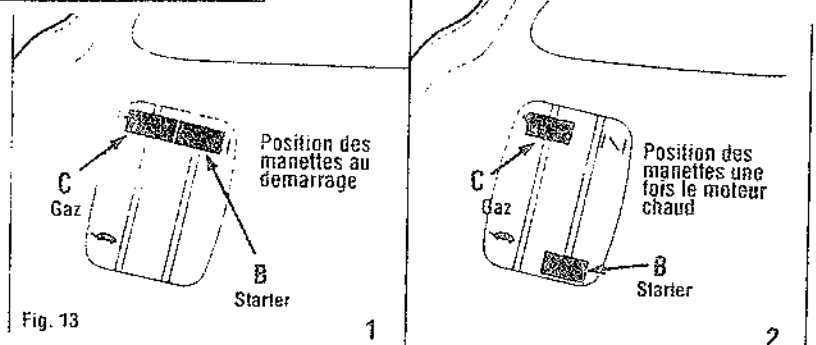 Position des
manettes au
demarrage
C
Gaz
B
Starter
Fig. 13
1
Position des
manettes une
fois le moteur
chaud
C
Gaz
B
Starter
2